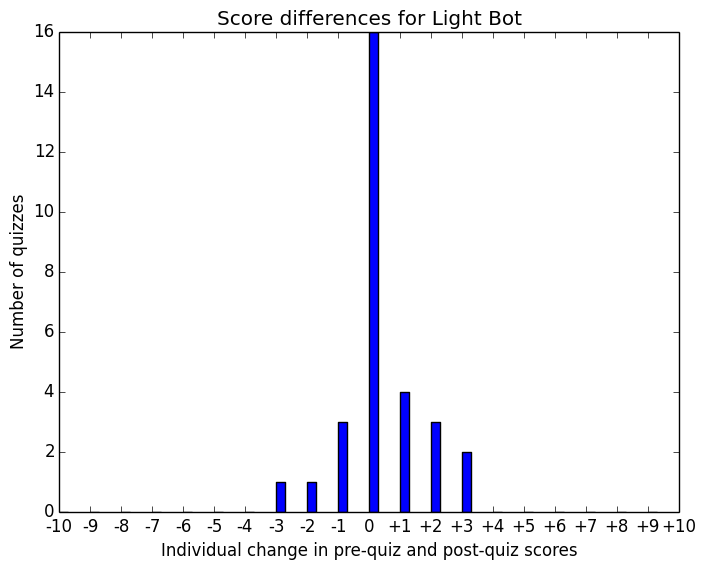 Score differences for Light Bot
16
14
12
10
8
6
4
2
0
Number of quizzes
-10 -9 -8 -7 -6 -5 -4 -3 -2 -1 0 +1 +2 +3 +4 +5 +6 +7 +8 +9 +10
Individual change in pre-quiz and post-quiz scores